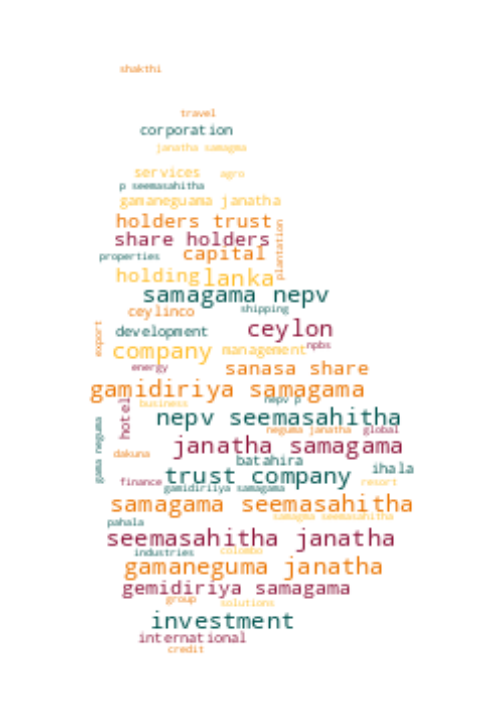 shakthi
travel
corporation
janatha samagma
services
agro
p seemasahitha
gamaneguama janatha
holders trust
share holders
plantation
properties
capital
holding
lanka
samagama nepv
ceylinco
shipping
development
ceylon
export
company
management
npbs
energy
sanasa share
gamidiriya samagama
business
nepv p
hotel
nepv seemasahitha
gama neguma
neguma janatha
global
janatha samagama
dakuna
batahira
ihala
trust company
finance
gamidiriiya samagama
resort
samagama seemasahitha
samagma seemasahitha
pahala
seemasahitha janatha
industries
colombo
gamaneguma janatha
gemidiriya samagama
group
solutions
investment
international
credit